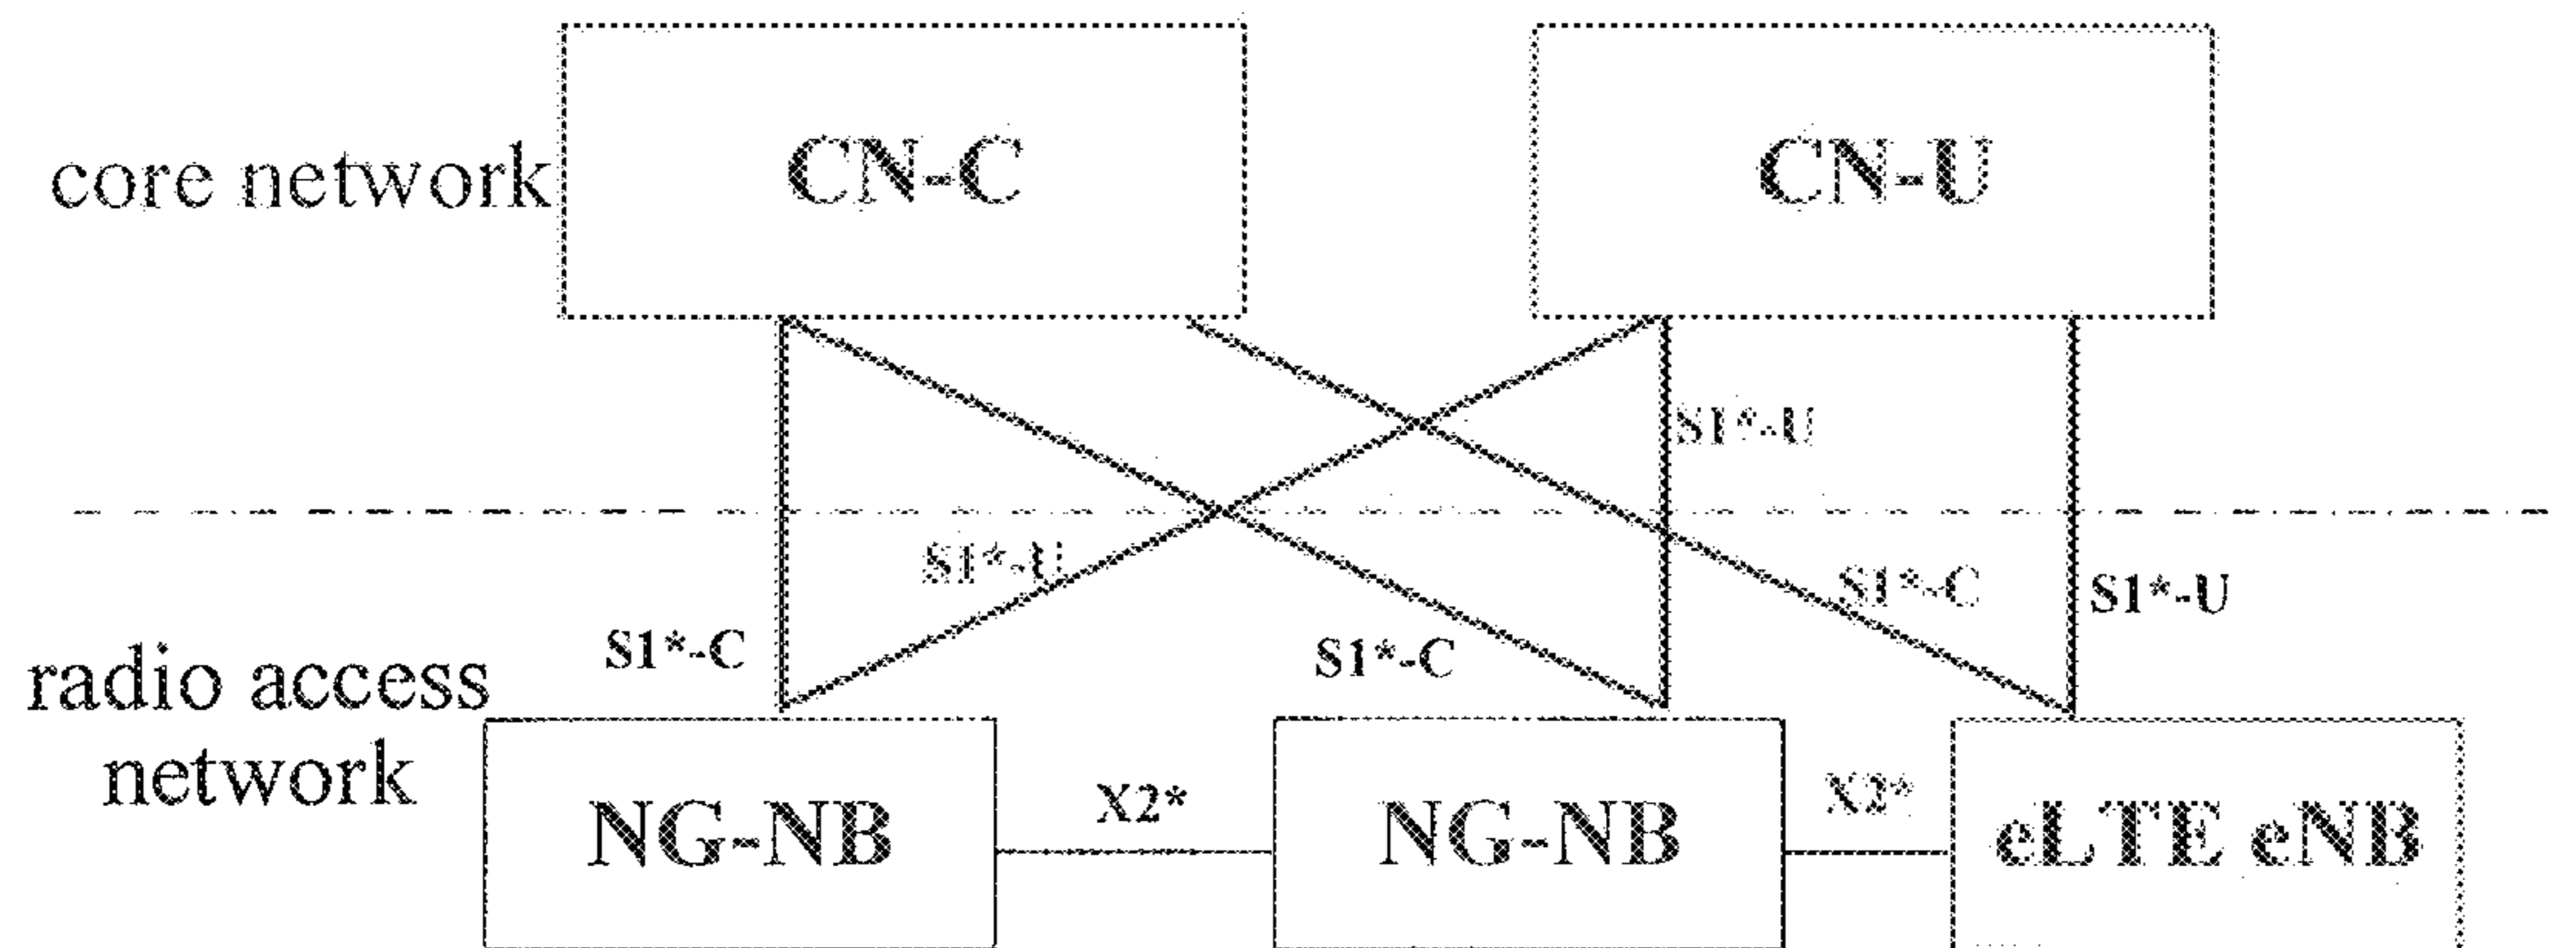 CN-C
CN-U
core network
S1*-U
S1*-U
S1*-C
S1*-U
S1*-C
S1*-C
radio access
network
X2*
X2*
NG-NB
NG-NB
eLTE eNB